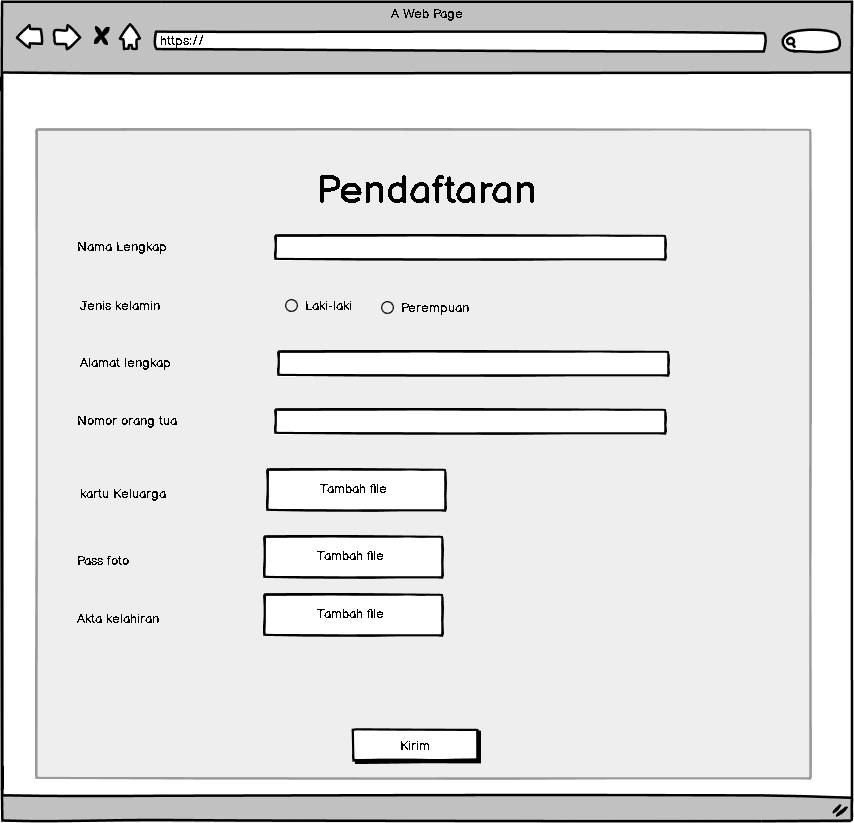 A Web Page
https://
Pendaftaran
Nama Lengkap
Jenis kelamin Laki-laki Perempuan
Alamat lengkap
Nomor orang tua
kartu Keluarga Tambah file
Pass foto Tambah file
Akta kelahiran Tambah file
Kirim